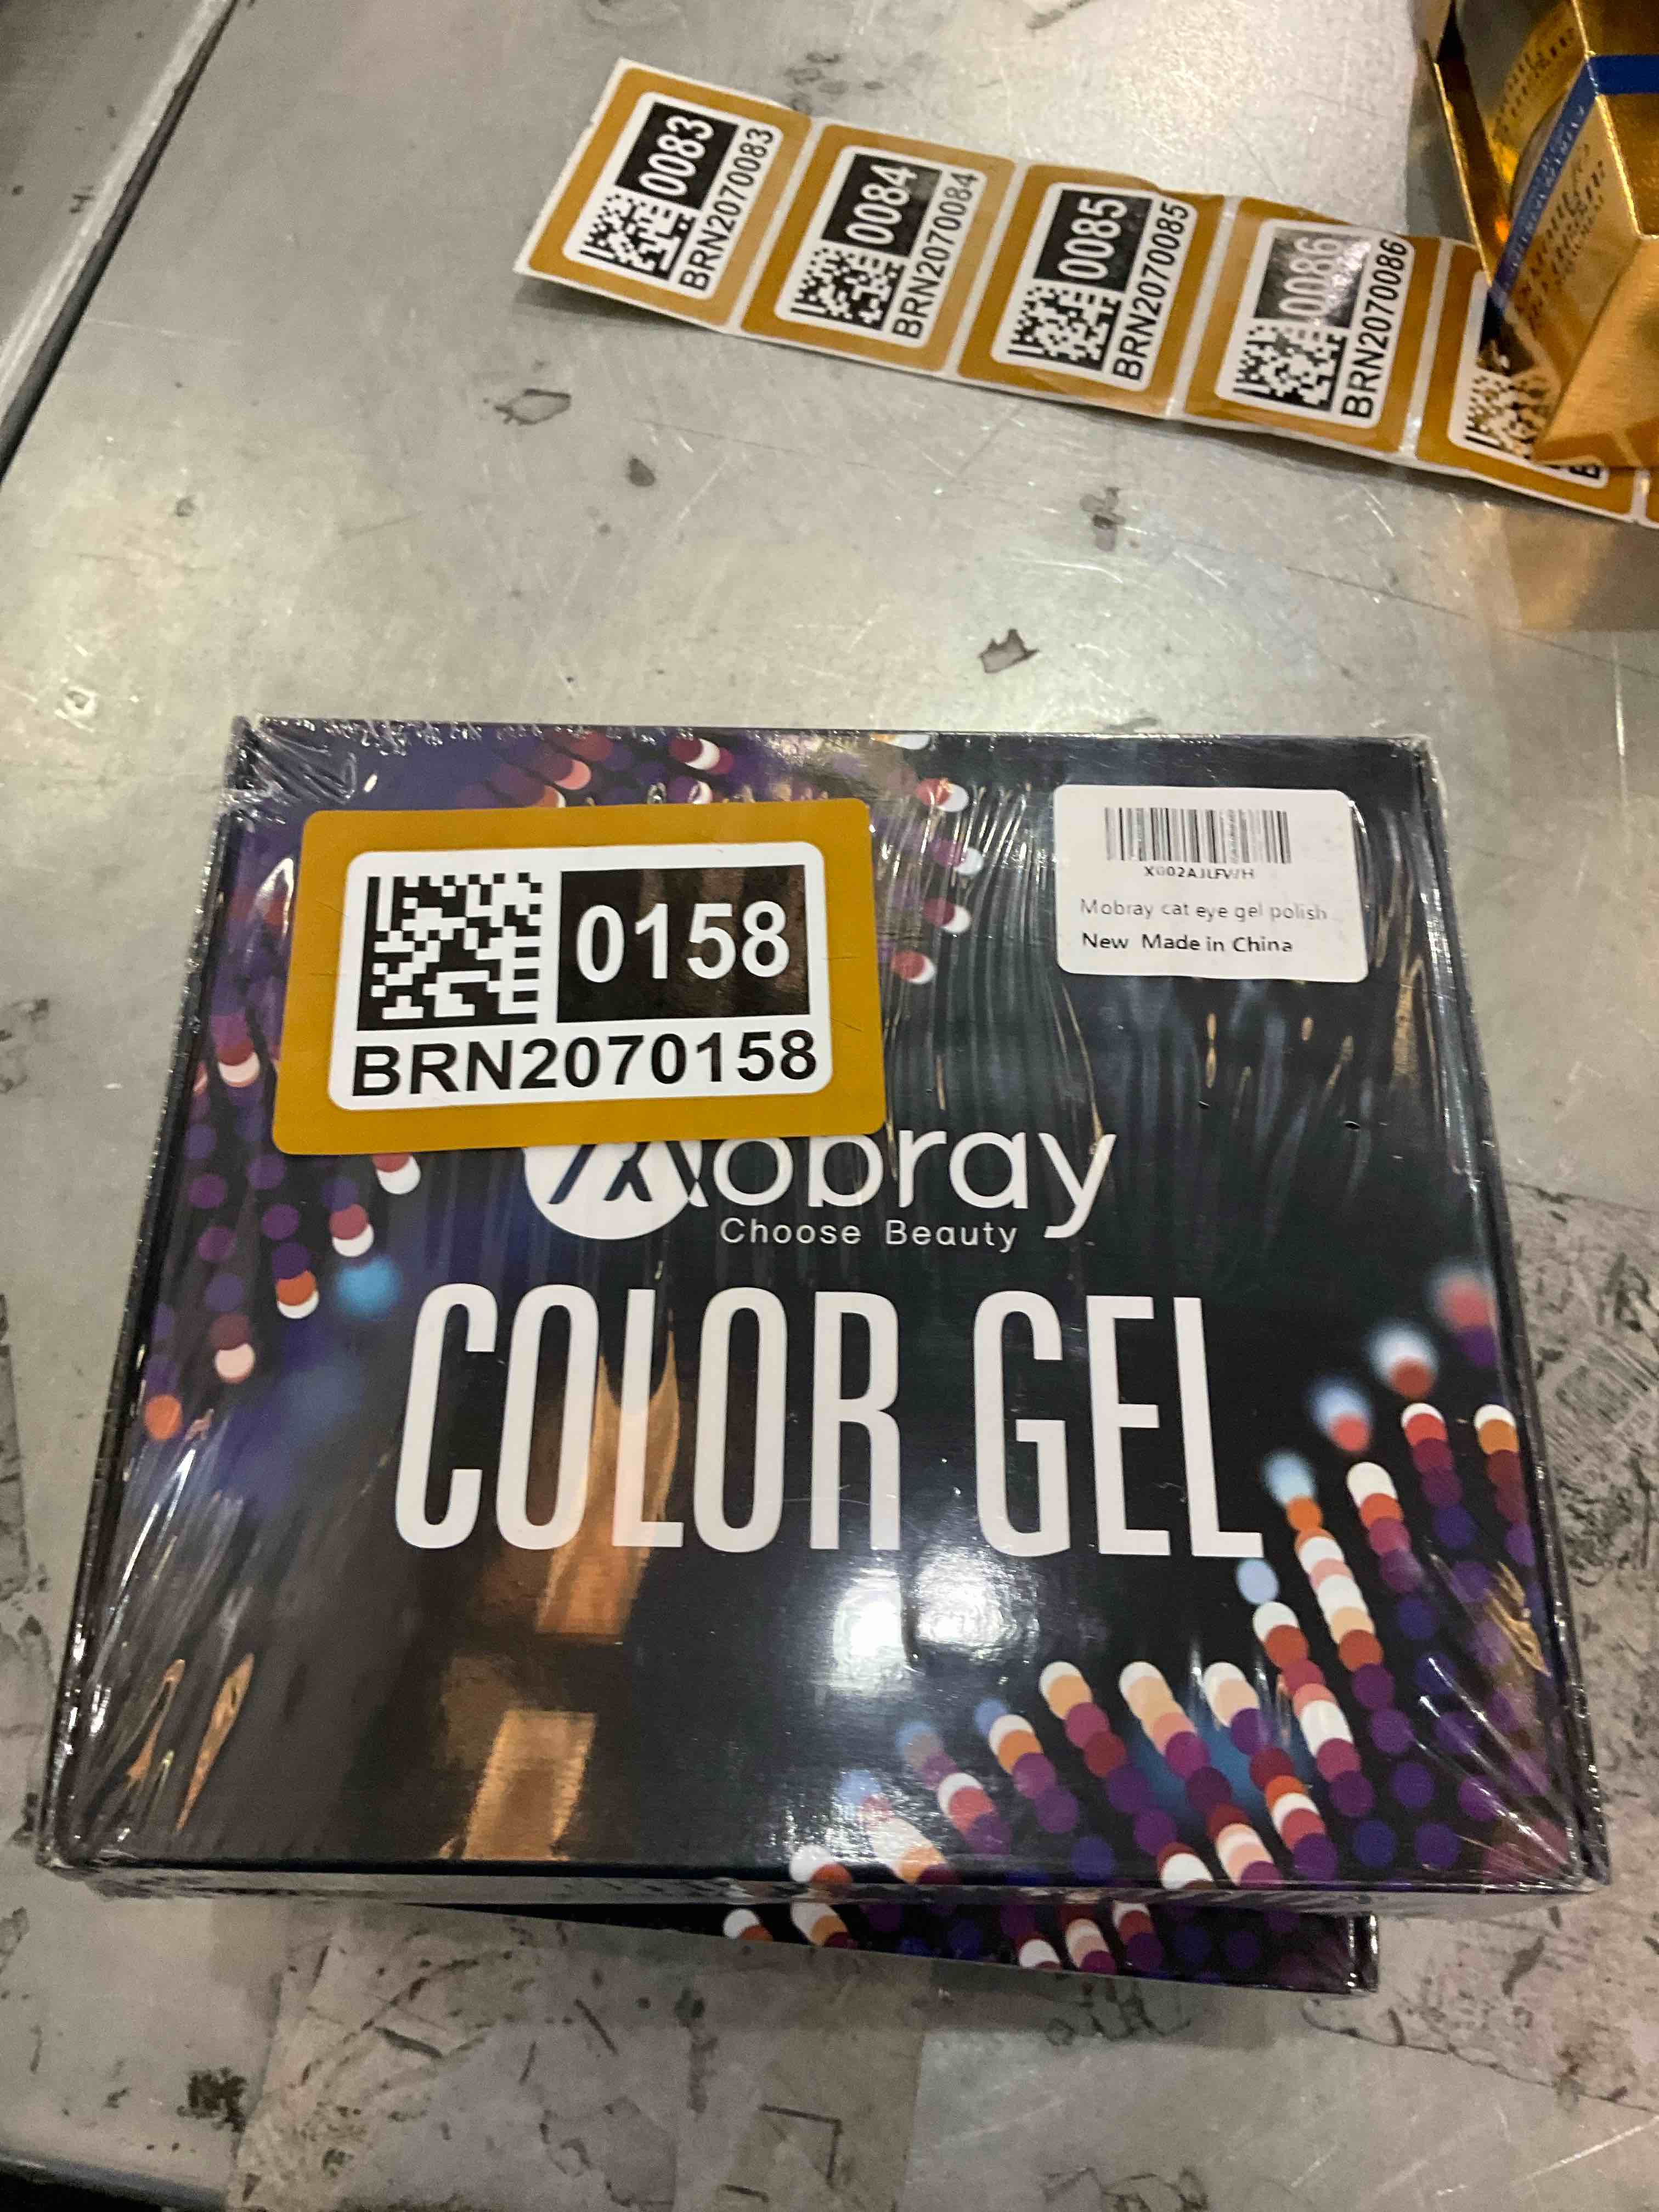 0083
BRN2070083
0084
BRN2070084
0085
BRN2070085
0086
BRN2070086
0158
BRN2070158
X002AJLFWH
Mobray cat eye gel polish
New Made in China
Mobray
Choose Beauty
COLOR GEL